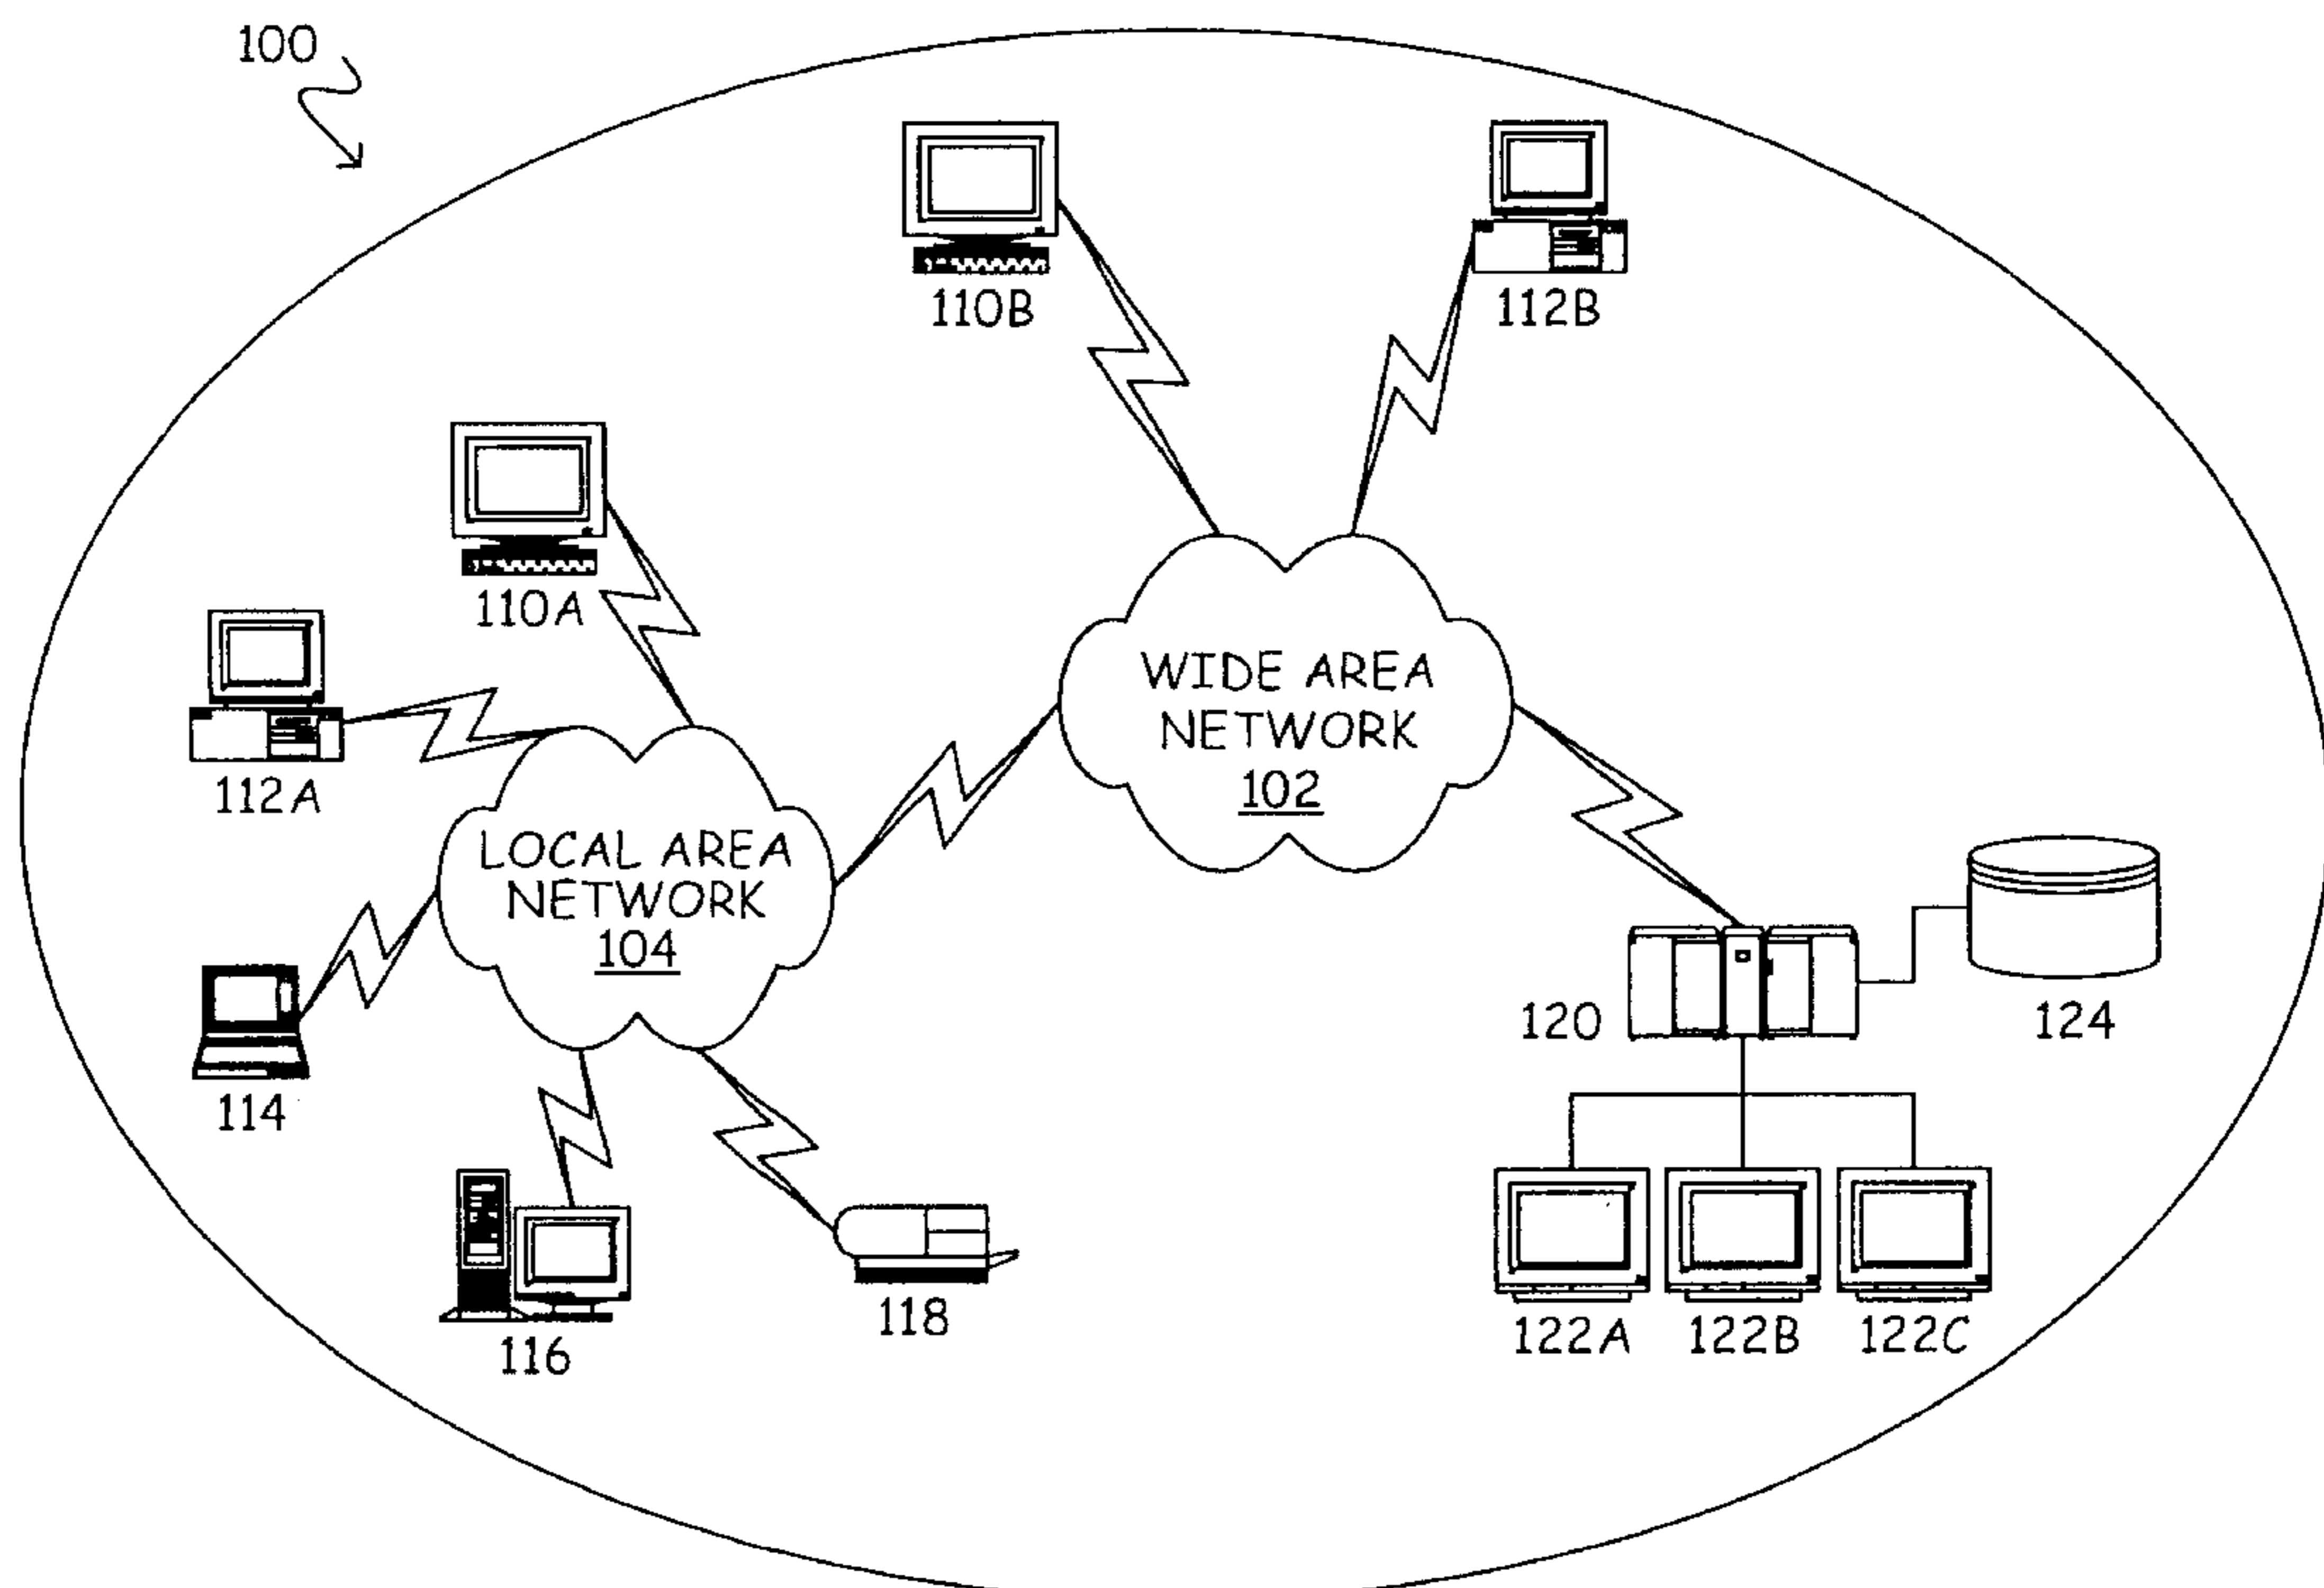 100
110B
112B
110A
112A
WIDE AREA
NETWORK
102
LOCAL AREA
NETWORK
104
114
120
124
116
118
122A
122B
122C